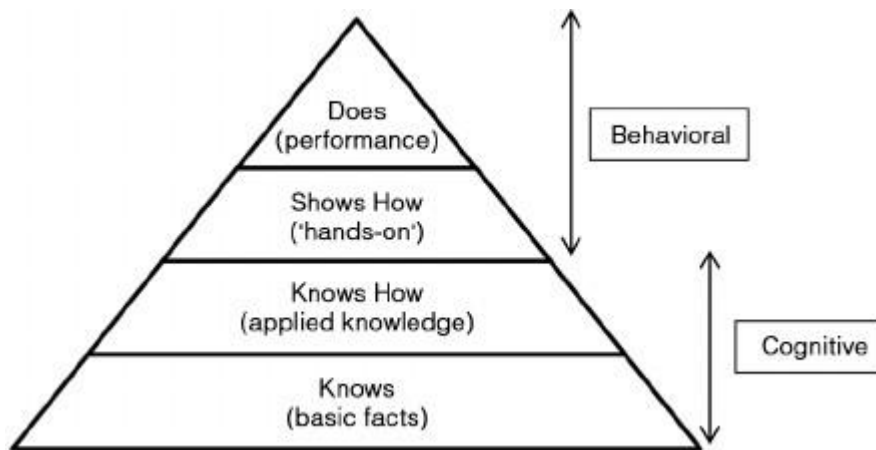 Does
(performance)
Behavioral
Shows How
('hands-on')
Knows How
(applied knowledge)
Cognitive
Knows
(basic facts)